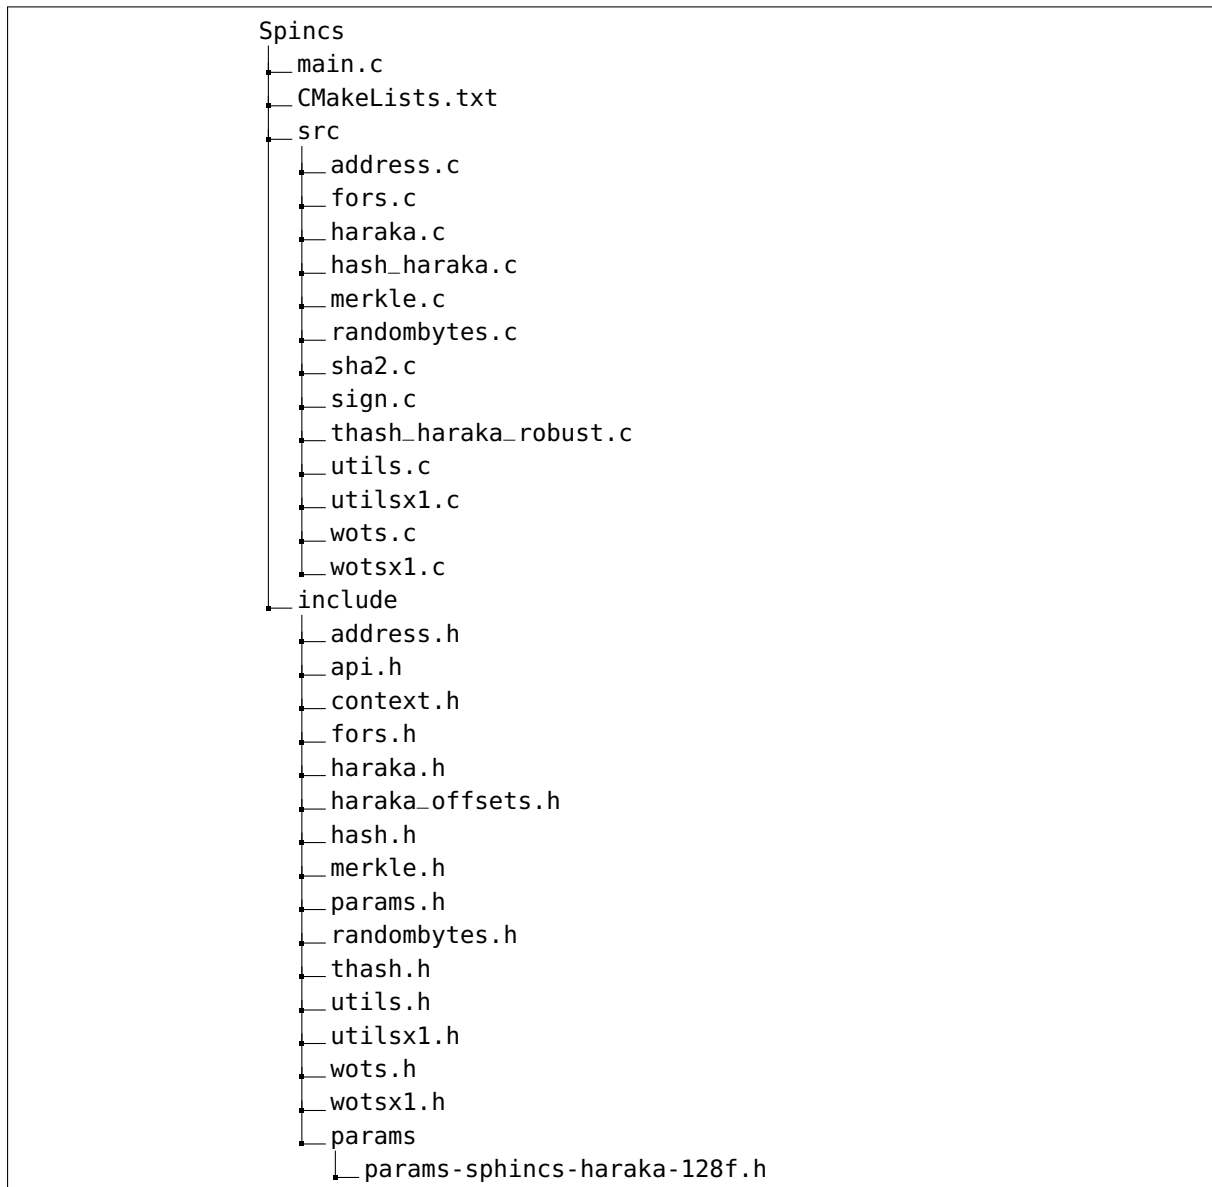 Spincs
main.c
CMakeLists.txt
src
address.c
fors.c
haraka.c
hash_haraka.c
merkle.c
randombytes.c
sha2.c
sign.c
thash_haraka_robust.c
utils.c
utilsx1.c
wots.c
wotsx1.c
include
address.h
api.h
context.h
fors.h
haraka.h
haraka_offsets.h
hash.h
merkle.h
params.h
randombytes.h
thash.h
utils.h
utilsx1.h
wots.h
wotsx1.h
params
params-sphincs-haraka-128f.h